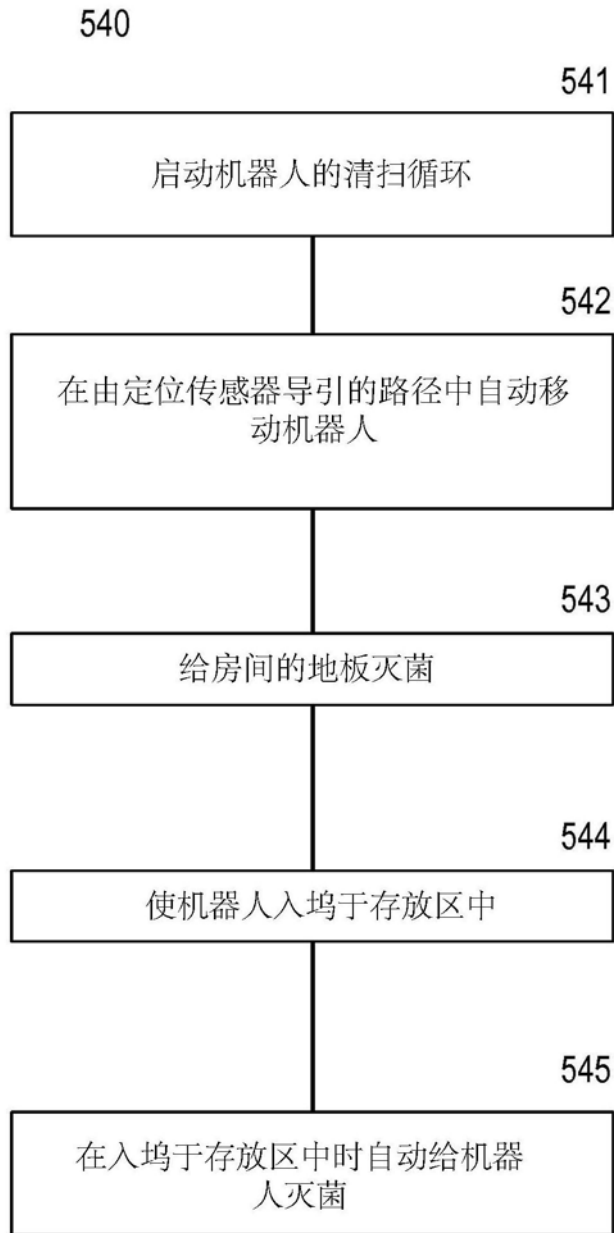 540
541
启动机器人的清扫循环
542
在由定位传感器导引的路径中自动移
动机器人
543
给房间的地板灭菌
544
使机器人入坞于存放区中
545
在入坞于存放区中时自动给机器
人灭菌